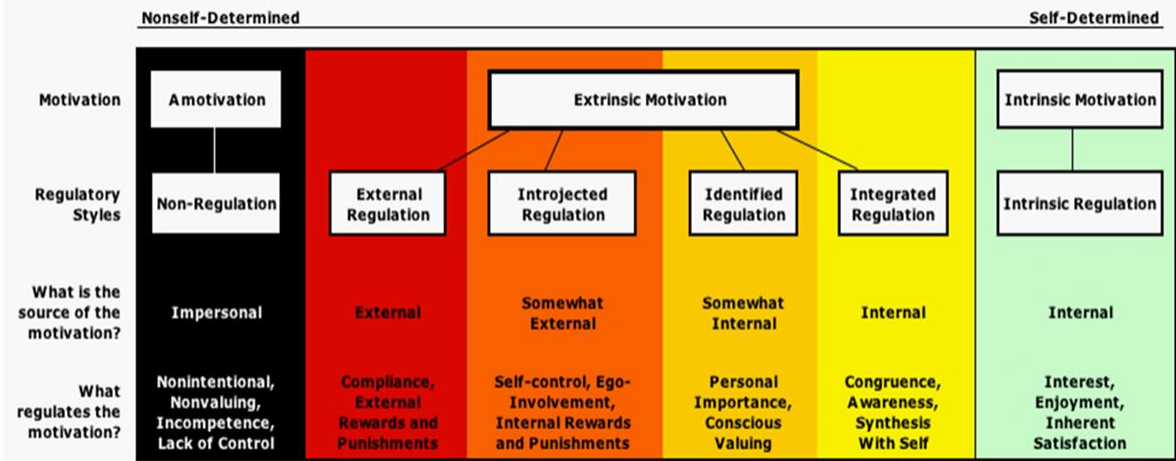 Nonself-Determined
Self-Determined
Motivation
Amotivation
Extrinsic Motivation
Intrinsic Motivation
Regulatory
Styles
Non-Regulation
External
Regulation
Introjected
Regulation
Identified
Regulation
Integrated
Regulation
Intrinsic Regulation
What is the
source of the
motivation?
Impersonal
External
Somewhat
External
Somewhat
Internal
Internal
Internal
What
regulates the
motivation?
Nonintentional,
Nonvaluing,
Incompetence,
Lack of Control
Compliance,
External
Rewards and
Punishments
Self-control, Ego-
Involvement,
Internal Rewards
and Punishments
Personal
Importance,
Conscious
Valuing
Congruence,
Awareness,
Synthesis
With Self
Interest,
Enjoyment,
Inherent
Satisfaction